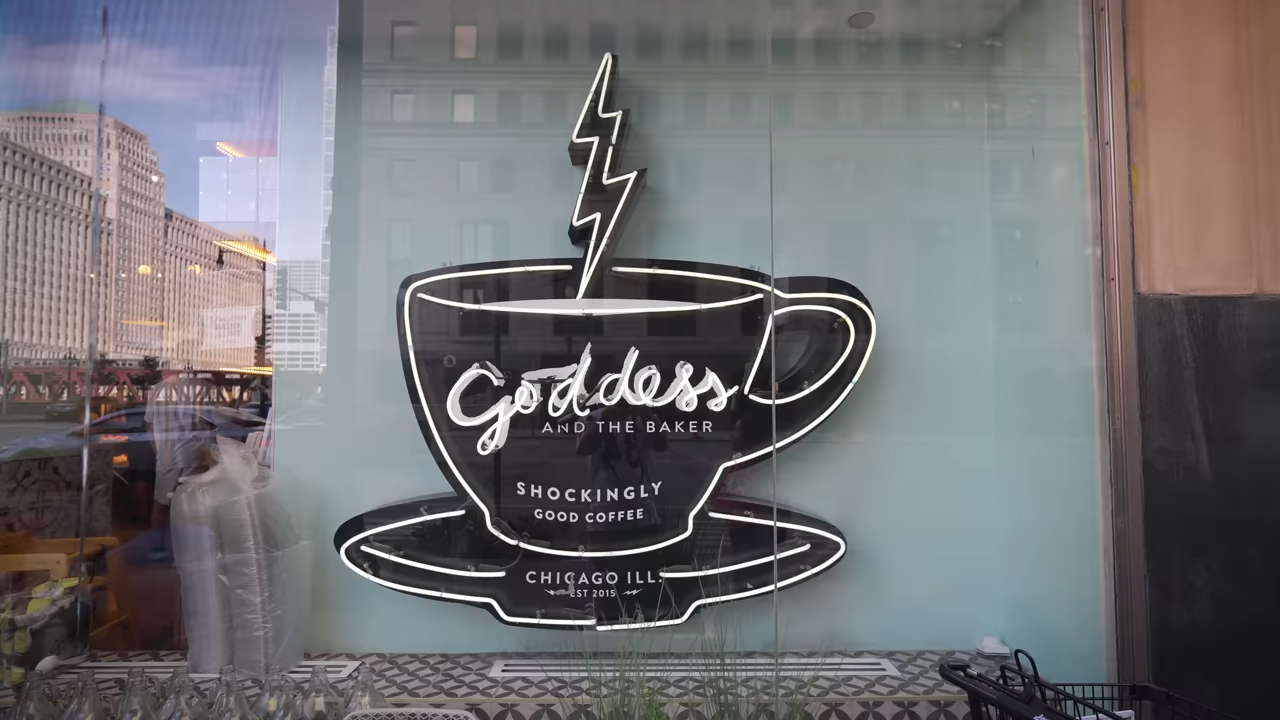 Goddess
AND THE BAKER
SHOCKINGLY
GOOD COFFEE
CHICAGO ILL.
EST 2015